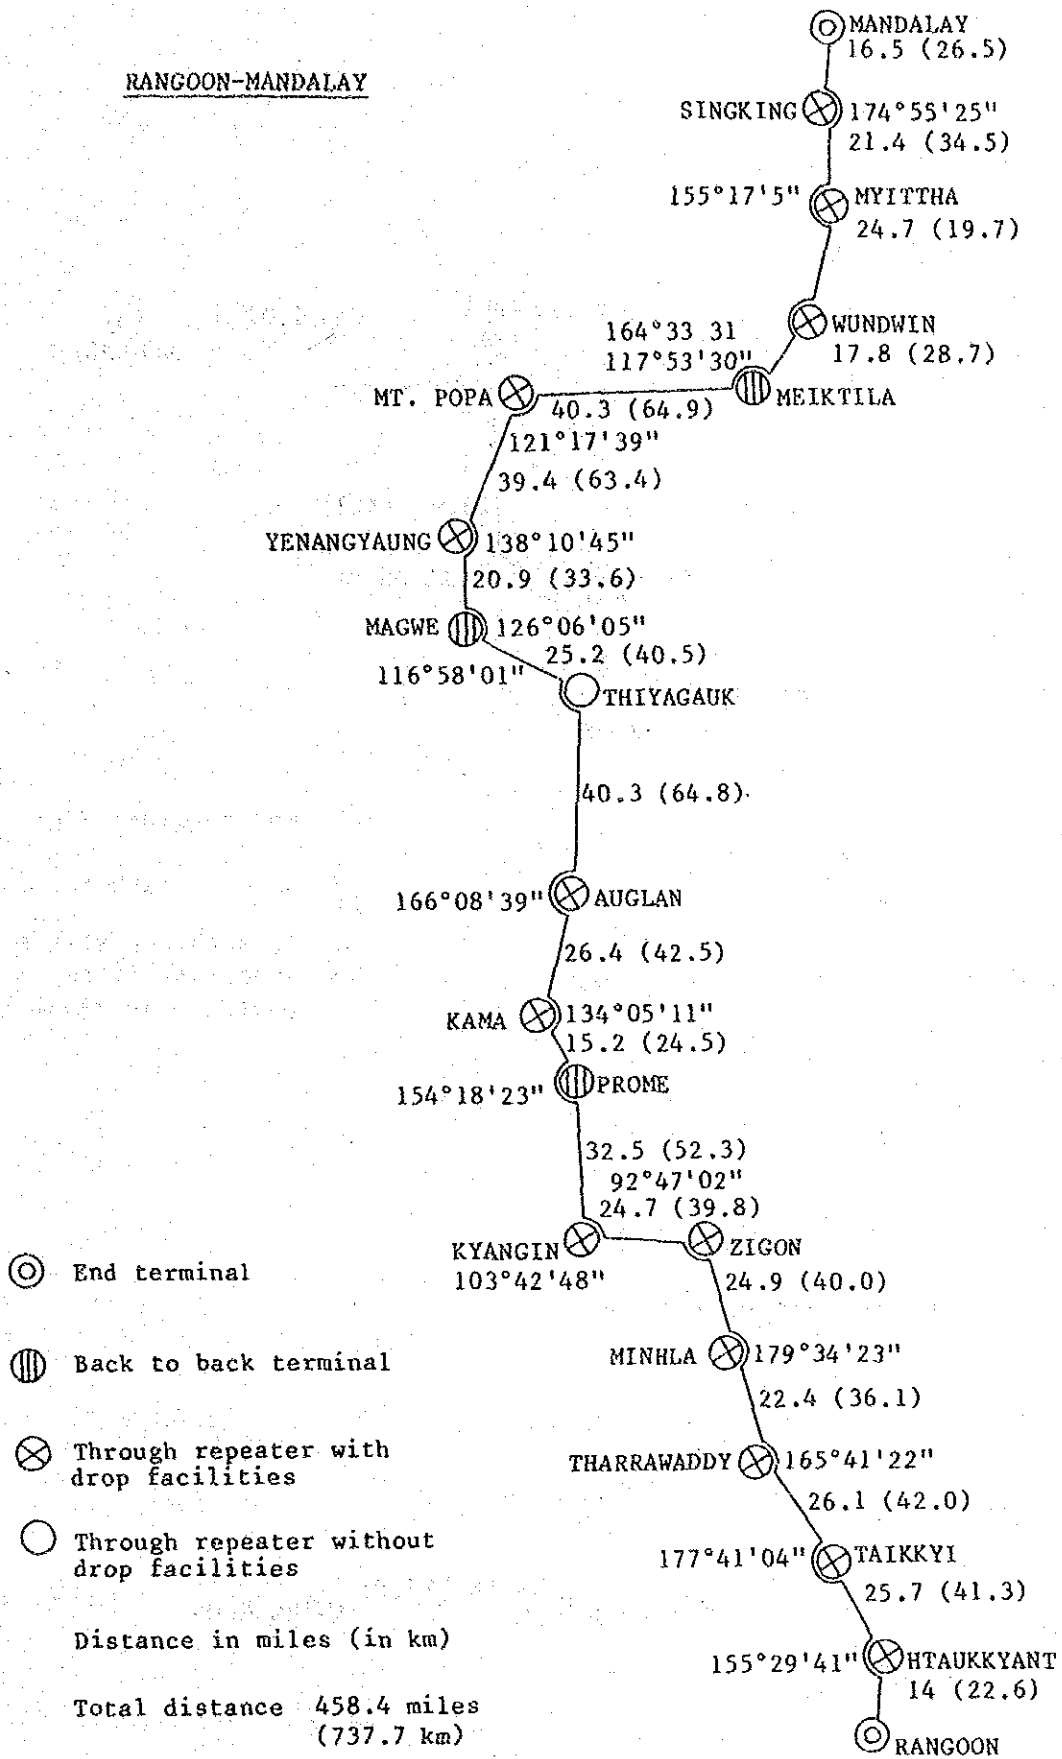 RANGOON-MANDALAY
MANDALAY
16.5 (26.5)
SINGKING 174°55'25"
21.4 (34.5)
155°17'5" MYITTHA
24.7 (19.7)
WUNDWIN
17.8 (28.7)
164°33 31
117°53'30"
MT. POPA MEIKTILA
40.3 (64.9)
121°17'39"
39.4 (63.4)
YENANGYAUNG 138°10'45"
20.9 (33.6)
MAGWE 126°06'05"
25.2 (40.5)
116°58'01" THIYAGAUK
40.3 (64.8)
166°08'39" AUGLAN
26.4 (42.5)
KAMA 134°05'11"
15.2 (24.5)
154°18'23" PROME
32.5 (52.3)
92°47'02"
24.7 (39.8)
KYANGIN ZIGON
103°42'48"
24.9 (40.0)
MINHLA 179°34'23"
22.4 (36.1)
THARRAWADDY 165°41'22"
26.1 (42.0)
177°41'04" TAIKKYI
25.7 (41.3)
155°29'41" HTAUKKYANT
14 (22.6)
RANGOON
End terminal
Back to back terminal
Through repeater with
drop facilities
Through repeater without
drop facilities
Distance in miles (in km)
Total distance 458.4 miles
(737.7 km)